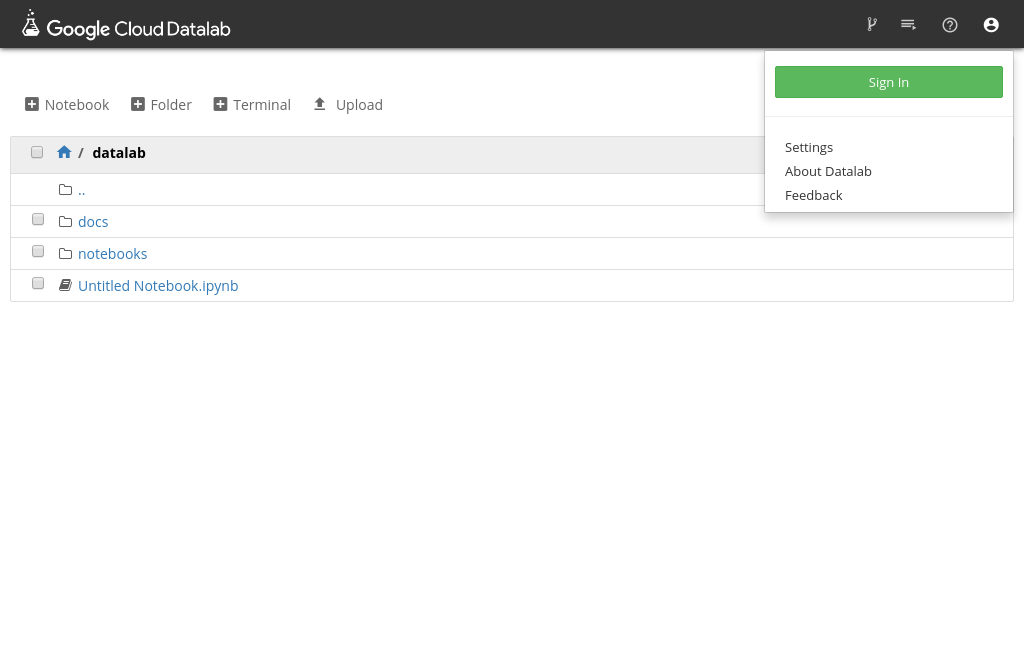 Google Cloud Datalab
Sign In
Notebook Folder Terminal Upload
/ datalab
Settings
About Datalab
Feedback
..
docs
notebooks
Untitled Notebook.ipynb